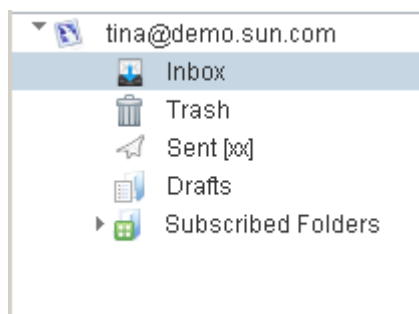 tina@demo.sun.com
Inbox
Trash
Sent [xx]
Drafts
Subscribed Folders